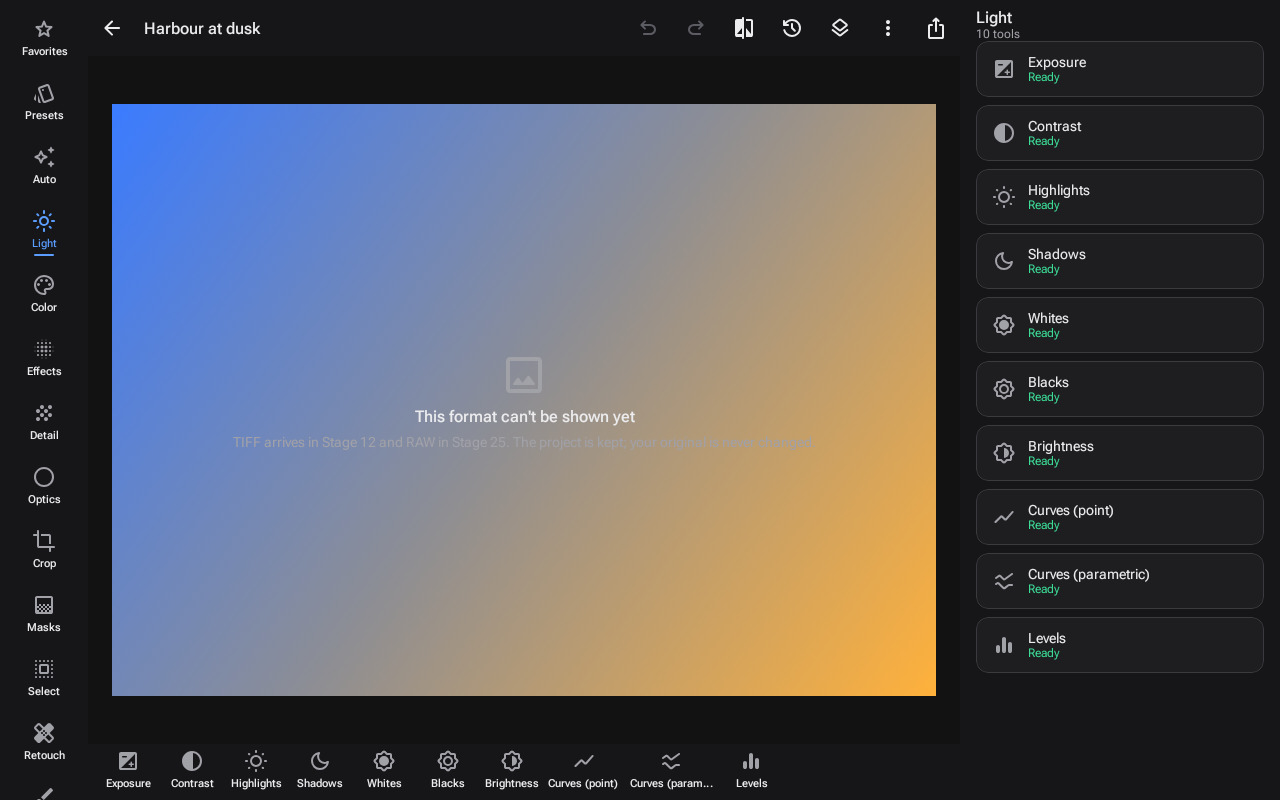 Favorites
Presets
Auto
Light
Color
Effects
Detail
Optics
Crop
Masks
Select
Retouch
Harbour at dusk
This format can't be shown yet
TIFF arrives in Stage 12 and RAW in Stage 25. The project is kept; your original is never changed.
Exposure
Contrast
Highlights
Shadows
Whites
Blacks
Brightness
Curves (point)
Curves (param...
Levels
Light
10 tools
Exposure
Ready
Contrast
Ready
Highlights
Ready
Shadows
Ready
Whites
Ready
Blacks
Ready
Brightness
Ready
Curves (point)
Ready
Curves (parametric)
Ready
Levels
Ready